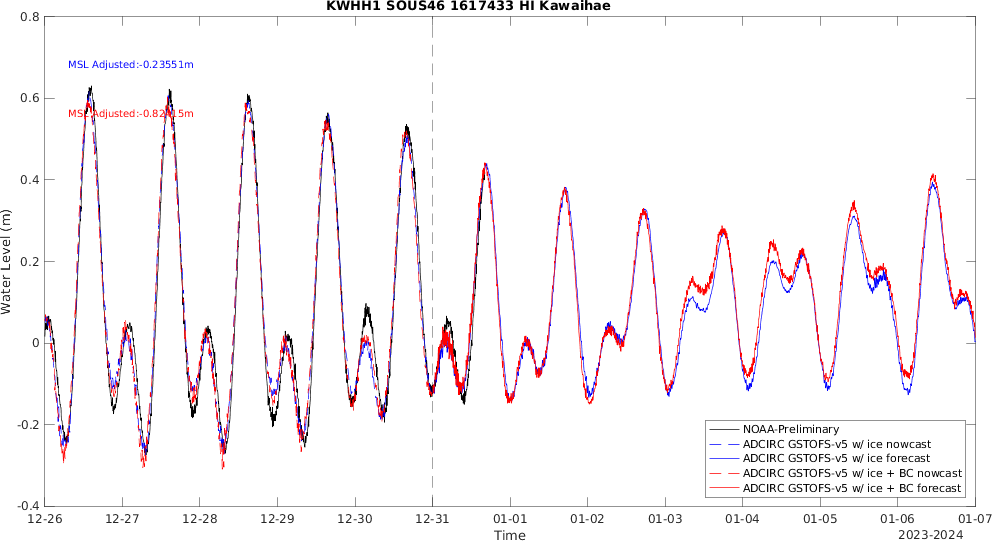 KWHH1 SOUS46 1617433 HI Kawaihae
MSL Adjusted:-0.23551m
MSL Adjusted:-0.82415m
Water Level (m)
0.8
0.6
0.4
0.2
0
-0.2
-0.4
NOAA-Preliminary
ADCIRC GSTOFS-v5 w/ ice nowcast
ADCIRC GSTOFS-v5 w/ ice forecast
ADCIRC GSTOFS-v5 w/ ice + BC nowcast
ADCIRC GSTOFS-v5 w/ ice + BC forecast
12-26 12-27 12-28 12-29 12-30 12-31 01-01 01-02 01-03 01-04 01-05 01-06 01-07
Time
2023-2024